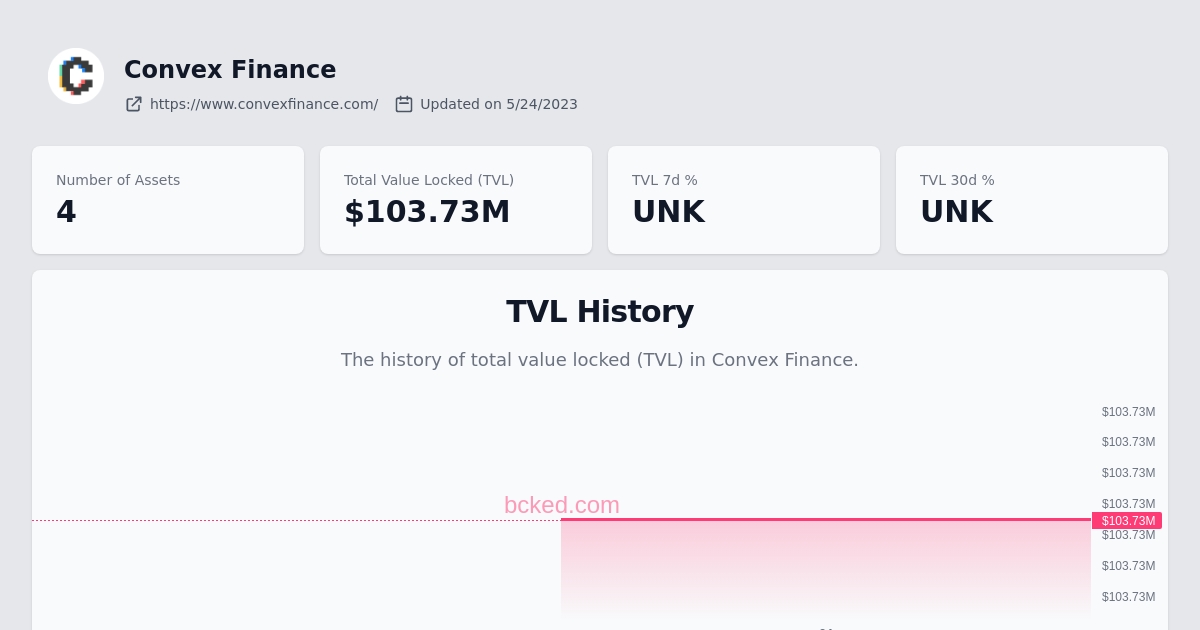 Convex Finance
https://www.convexfinance.com/ Updated on 5/24/2023
Number of Assets
4
Total Value Locked (TVL)
$103.73M
TVL 7d %
UNK
TVL 30d %
UNK
TVL History
The history of total value locked (TVL) in Convex Finance.
$103.73M
$103.73M
$103.73M
bcked.com
$103.73M
$103.73M
$103.73M
$103.73M
$103.73M